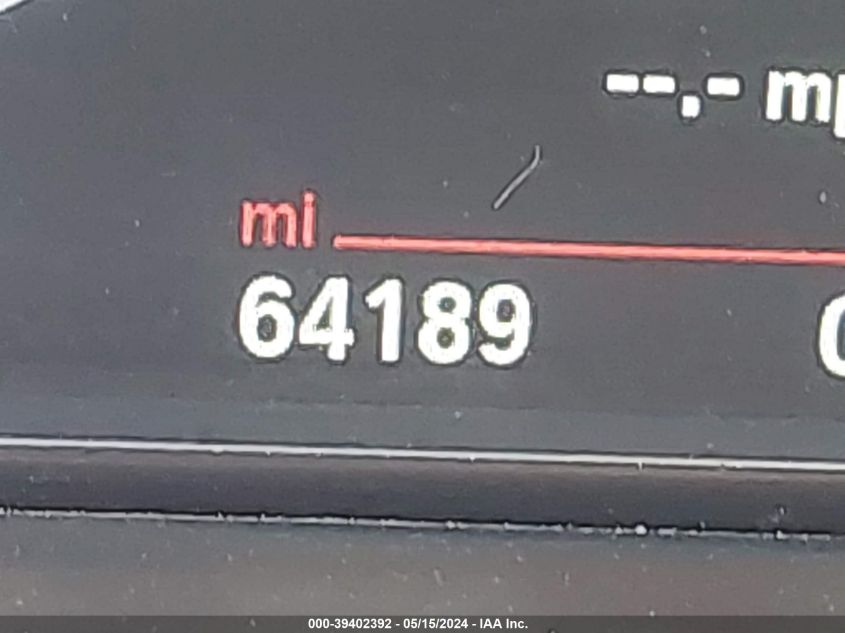 --.- mp
mi
64189
000-39402392 - 05/15/2024 - IAA Inc.